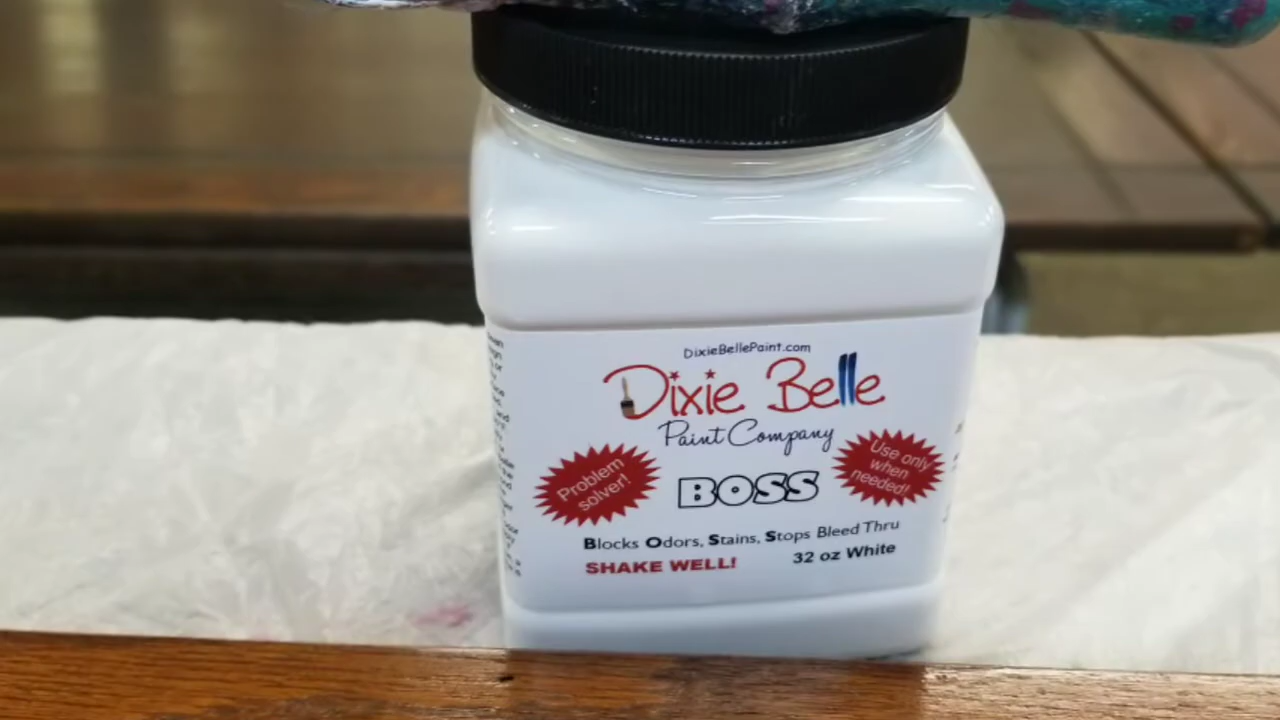 DixieBellePaint.com
Dixie Belle
Paint Company
Problem
solver!
BOSS
Use only
when
needed!
Blocks Odors, Stains, Stops Bleed Thru
SHAKE WELL!
32 oz White